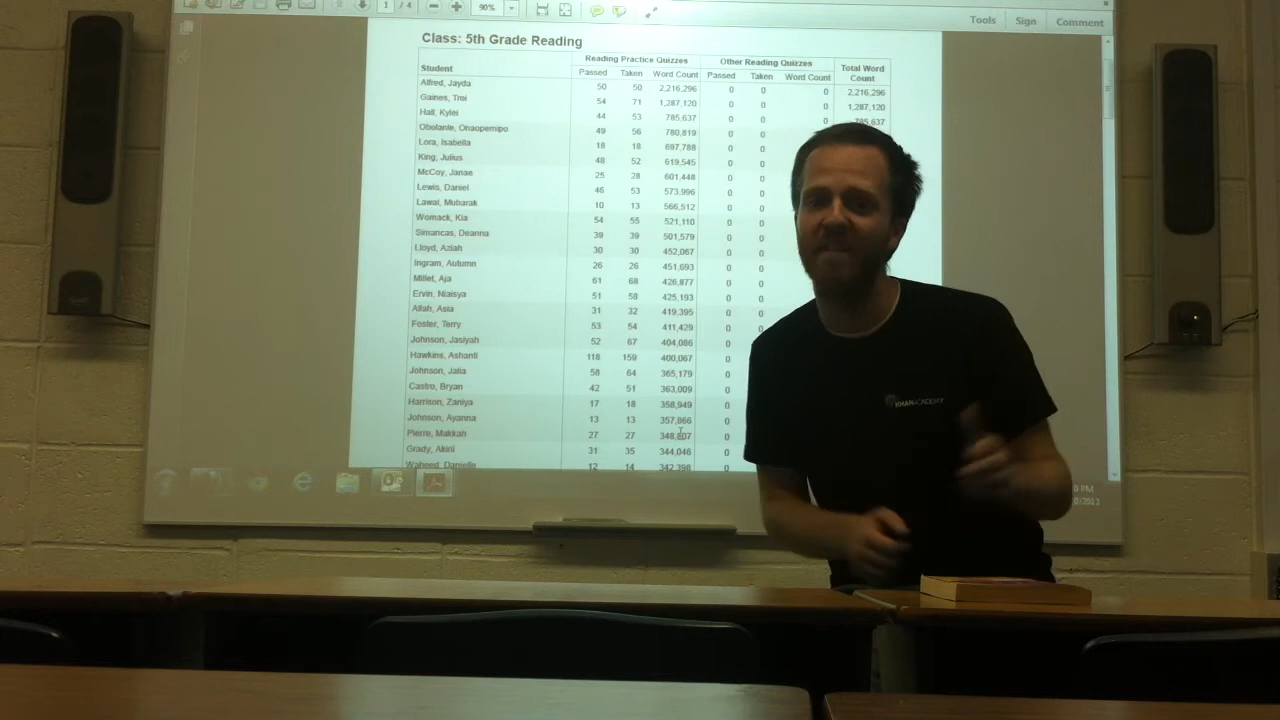 1 / 4 90%
Tools Sign Comment
Class: 5th Grade Reading
Reading Practice Quizzes Other Reading Quizzes Total Word Count
Student Passed Taken Word Count Passed Taken Word Count
Alfred, Jayda 50 50 2,216,296 0 0 0 2,216,296
Gaines, Trei 54 71 1,287,120 0 0 0 1,287,120
Hall, Kylei 44 53 785,637 0 0 0 785,637
Obolanle, Onaopemipo 49 56 780,819 0 0
Lora, Isabella 18 18 697,788 0 0
King, Julius 48 52 619,545 0 0
McCoy, Janae 25 28 601,448 0 0
Lewis, Daniel 46 53 573,996 0 0
Lawal, Mubarak 10 13 566,512 0 0
Womack, Kia 54 55 521,110 0 0
Simancas, Deanna 39 39 501,579 0 0
Lloyd, Aziah 30 30 452,067 0 0
Ingram, Autumn 26 26 451,693 0 0
Millet, Aja 61 68 426,877 0 0
Ervin, Niaisya 51 58 425,193 0 0
Allah, Asia 31 32 419,395 0 0
Foster, Terry 53 54 411,429 0 0
Johnson, Jasiyah 52 67 404,086 0
Hawkins, Ashanti 118 159 400,067 0
Johnson, Jalia 58 64 365,179 0
Castro, Bryan 42 51 363,009 0
Harrison, Zaniya 17 18 358,949 0
Johnson, Ayanna 13 13 357,866 0
Pierre, Makkah 27 27 348,807 0
Grady, Akirii 31 35 344,046 0
Waheed, Danielle 12 14 342,398 0
KHANACADEMY
PM
/2013